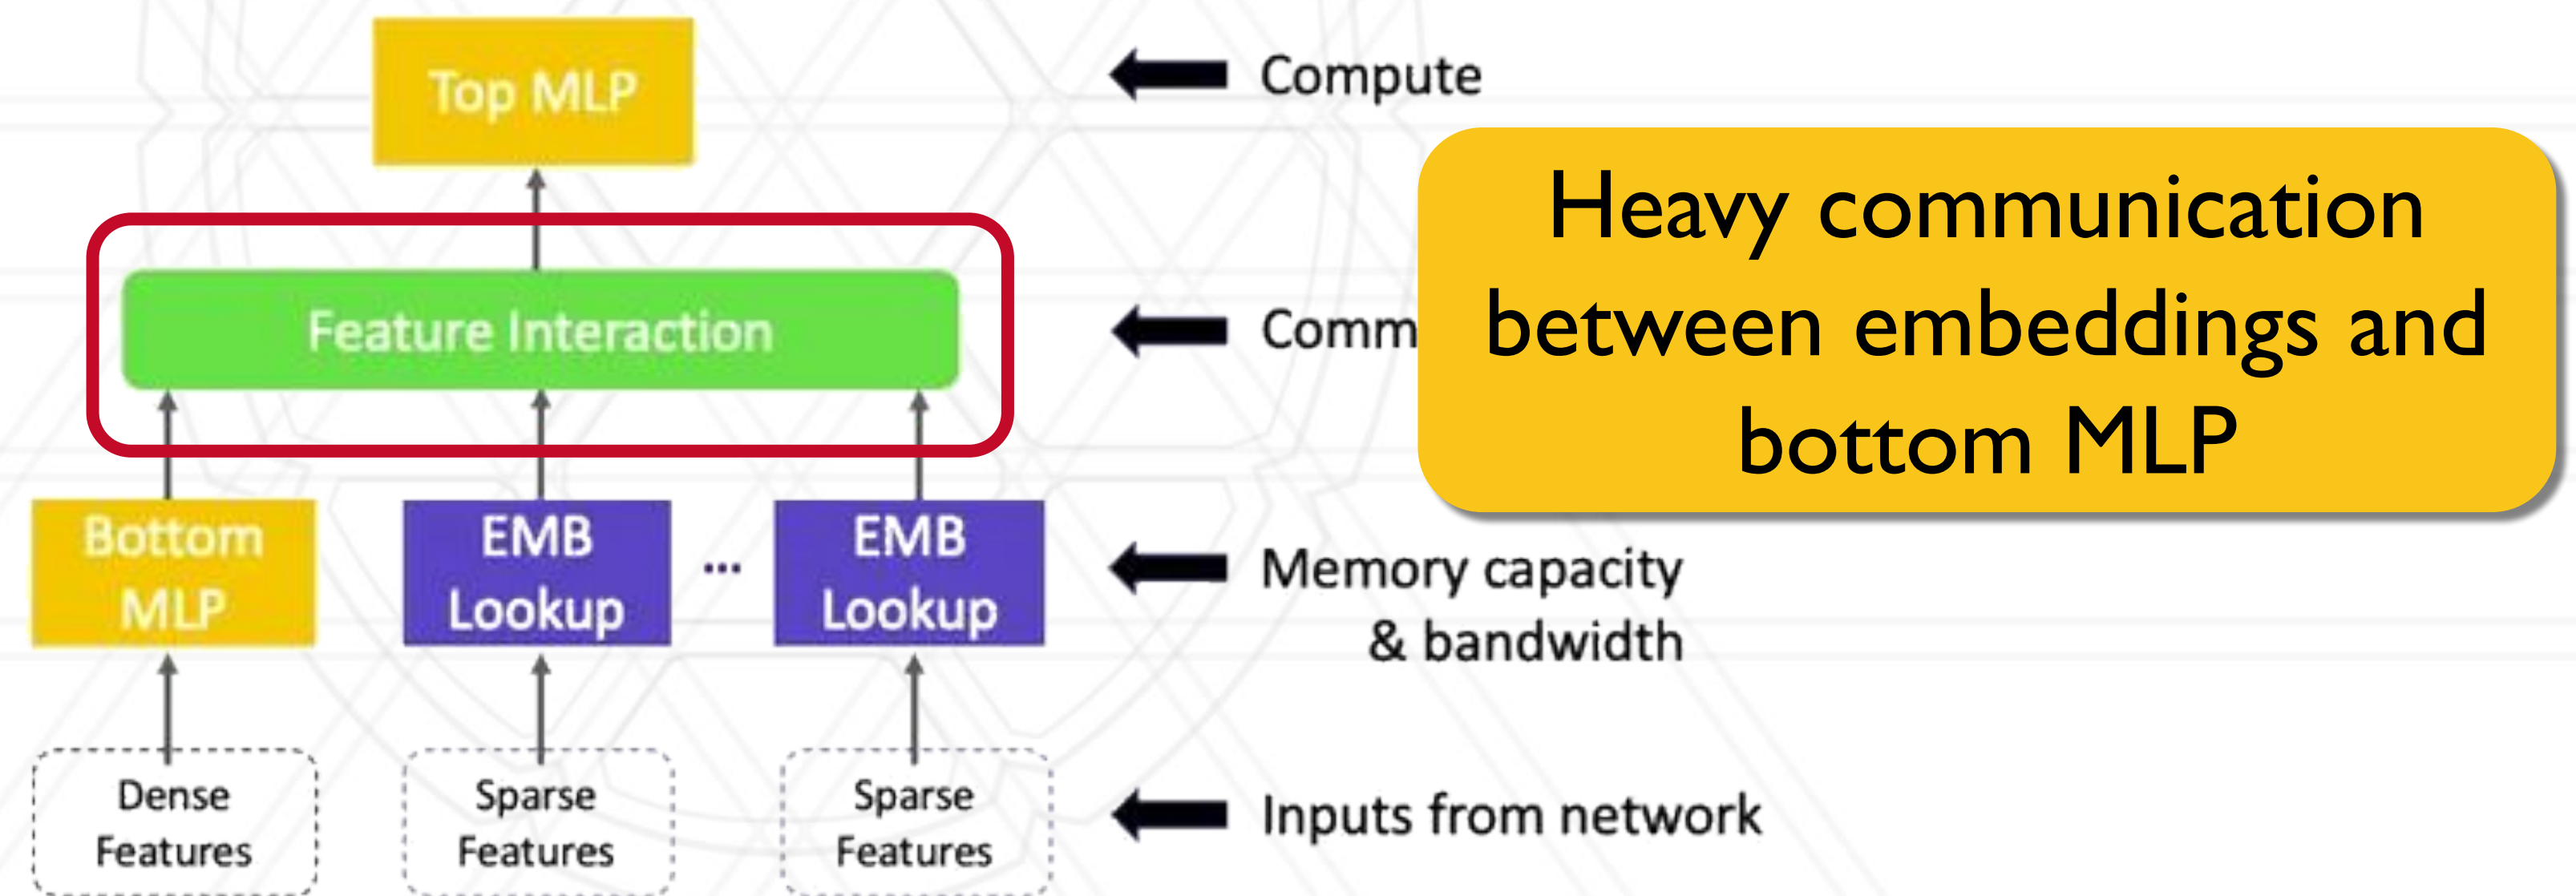 Top MLP
Compute
Heavy communication
between embeddings and
bottom MLP
Feature Interaction
Comm
Bottom
MLP
EMB
Lookup
...
EMB
Lookup
Memory capacity
& bandwidth
Dense
Features
Sparse
Features
Sparse
Features
Inputs from network